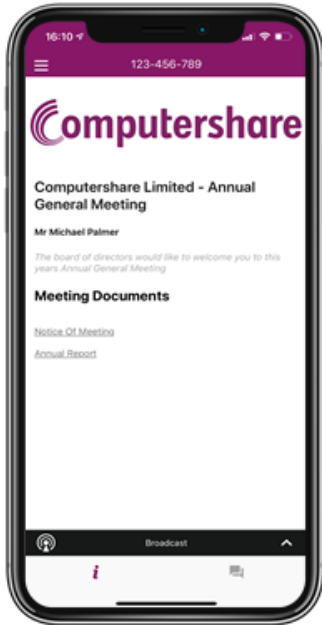 16:10
123-456-789
Computershare
Computershare Limited - Annual
General Meeting
Mr Michael Palmer
The board of directors would like to welcome you to this
years Annual General Meeting
Meeting Documents
Notice Of Meeting
Annual Report
Broadcast
i